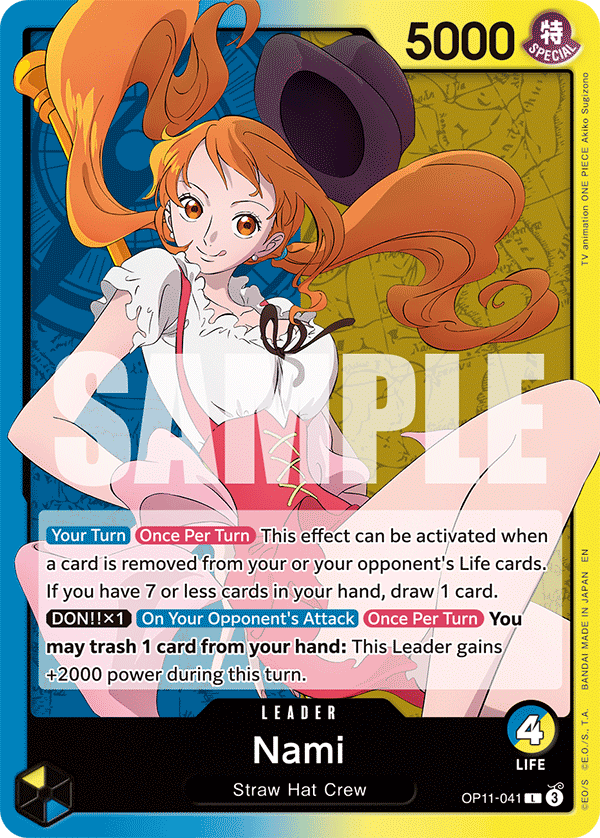 5000
特
SPECIAL
TV animation ONE PIECE Akiko Sugizono
SAMPLE
Your Turn Once Per Turn This effect can be activated when
a card is removed from your or your opponent's Life cards.
If you have 7 or less cards in your hand, draw 1 card.
DON!!×1 On Your Opponent's Attack Once Per Turn You
may trash 1 card from your hand: This Leader gains
+2000 power during this turn.
LEADER
Nami
Straw Hat Crew
4
LIFE
OP11-041 L 3
©EO/S ©E.O./S., T.A. BANDAI MADE IN JAPAN EN